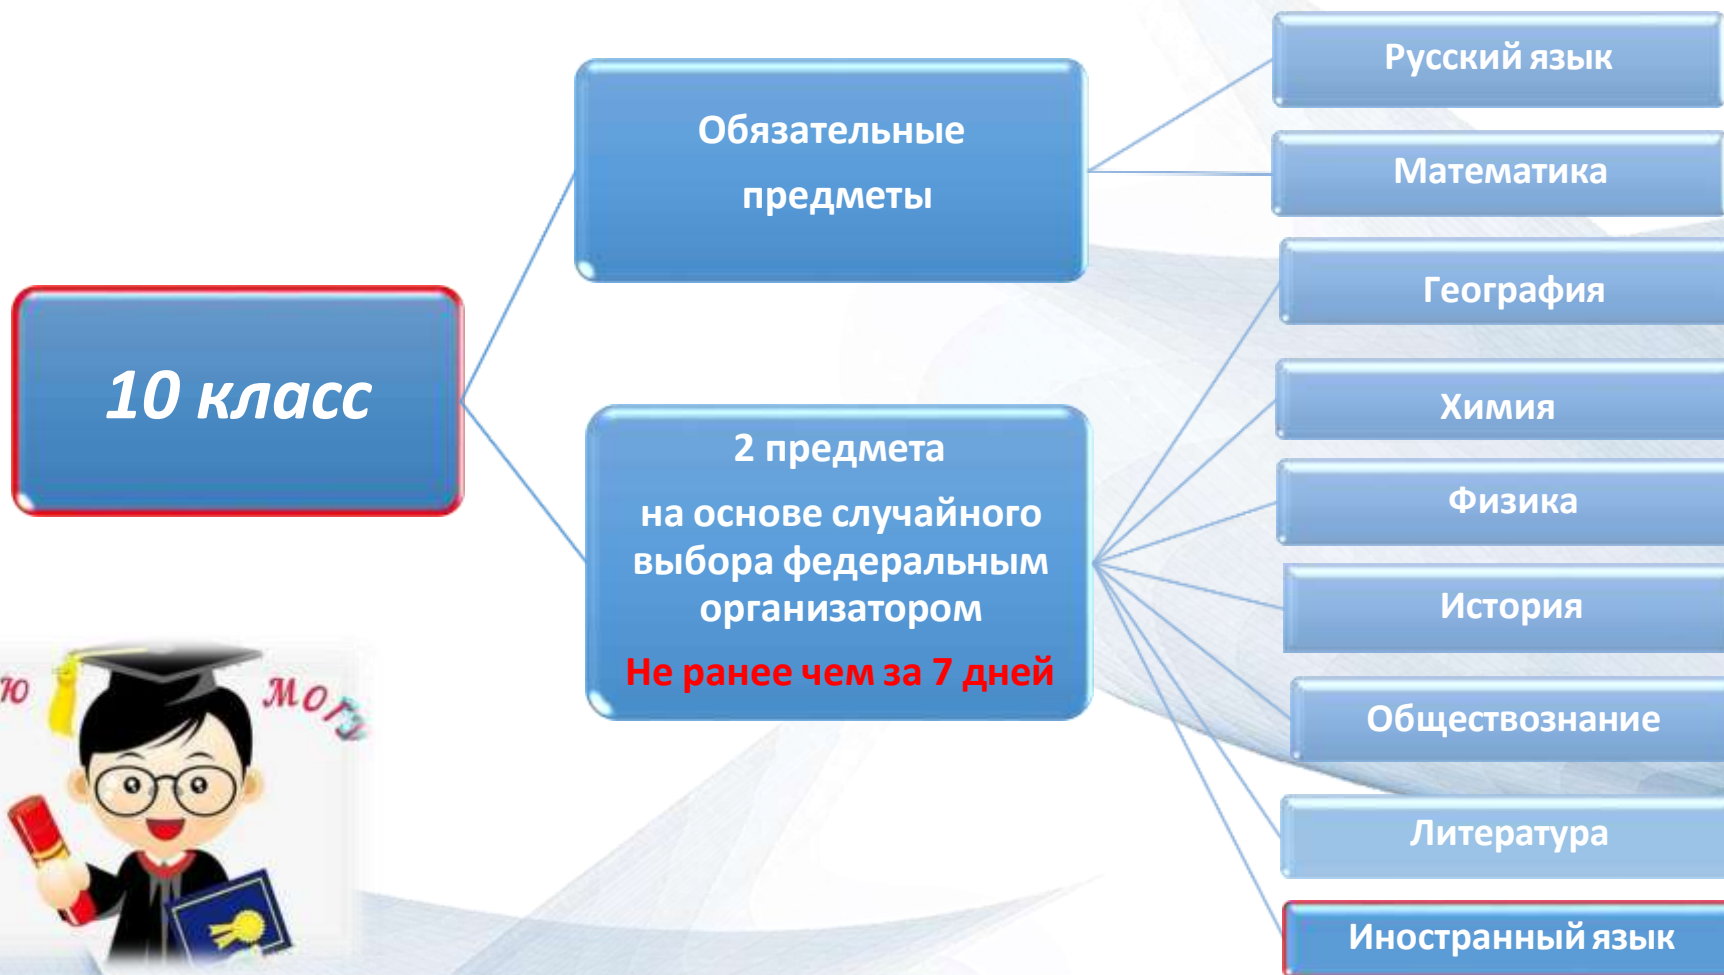 10 класс
Обязательные
предметы
2 предмета
на основе случайного
выбора федеральным
организатором
Не ранее чем за 7 дней
Русский язык
Математика
География
Химия
Физика
История
Обществознание
Литература
Иностранный язык
ю
могу